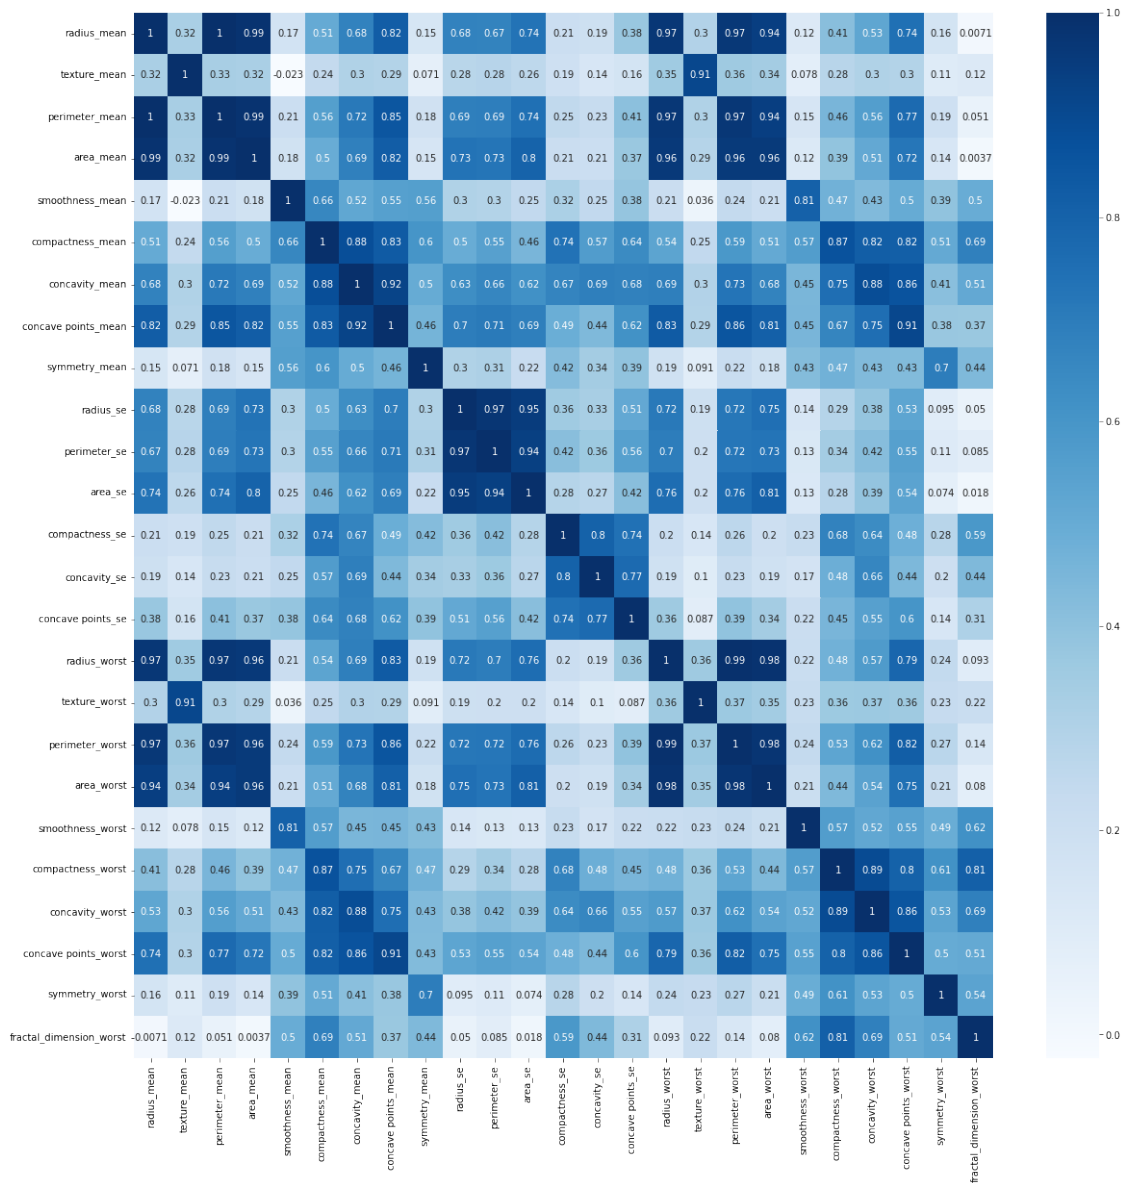 radius_mean 1 0.32 1 0.99 0.17 0.51 0.68 0.82 0.15 0.68 0.67 0.74 0.21 0.19 0.38 0.97 0.3 0.97 0.94 0.12 0.41 0.53 0.74 0.16 0.0071 1.0
texture_mean 0.32 1 0.33 0.32 -0.023 0.24 0.3 0.29 0.071 0.28 0.28 0.26 0.19 0.14 0.16 0.35 0.91 0.36 0.34 0.078 0.28 0.3 0.3 0.11 0.12
perimeter_mean 1 0.33 1 0.99 0.21 0.56 0.72 0.85 0.18 0.69 0.69 0.74 0.25 0.23 0.41 0.97 0.3 0.97 0.94 0.15 0.46 0.56 0.77 0.19 0.051
area_mean 0.99 0.32 0.99 1 0.18 0.5 0.69 0.82 0.15 0.73 0.73 0.8 0.21 0.21 0.37 0.96 0.29 0.96 0.96 0.12 0.39 0.51 0.72 0.14 0.0037
smoothness_mean 0.17 -0.023 0.21 0.18 1 0.66 0.52 0.55 0.56 0.3 0.3 0.25 0.32 0.25 0.38 0.21 0.036 0.24 0.21 0.81 0.47 0.43 0.5 0.39 0.5
0.8
compactness_mean 0.51 0.24 0.56 0.5 0.66 1 0.88 0.83 0.6 0.5 0.55 0.46 0.74 0.57 0.64 0.54 0.25 0.59 0.51 0.57 0.87 0.82 0.82 0.51 0.69
concavity_mean 0.68 0.3 0.72 0.69 0.52 0.88 1 0.92 0.5 0.63 0.66 0.62 0.67 0.69 0.68 0.69 0.3 0.73 0.68 0.45 0.75 0.88 0.86 0.41 0.51
concave points_mean 0.82 0.29 0.85 0.82 0.55 0.83 0.92 1 0.46 0.7 0.71 0.69 0.49 0.44 0.62 0.83 0.29 0.86 0.81 0.45 0.67 0.75 0.91 0.38 0.37
symmetry_mean 0.15 0.071 0.18 0.15 0.56 0.6 0.5 0.46 1 0.3 0.31 0.22 0.42 0.34 0.39 0.19 0.091 0.22 0.18 0.43 0.47 0.43 0.43 0.7 0.44
radius_se 0.68 0.28 0.69 0.73 0.3 0.5 0.63 0.7 0.3 1 0.97 0.95 0.36 0.33 0.51 0.72 0.19 0.72 0.75 0.14 0.29 0.38 0.53 0.095 0.05
0.6
perimeter_se 0.67 0.28 0.69 0.73 0.3 0.55 0.66 0.71 0.31 0.97 1 0.94 0.42 0.36 0.56 0.7 0.2 0.72 0.73 0.13 0.34 0.42 0.55 0.11 0.085
area_se 0.74 0.26 0.74 0.8 0.25 0.46 0.62 0.69 0.22 0.95 0.94 1 0.28 0.27 0.42 0.76 0.2 0.76 0.81 0.13 0.28 0.39 0.54 0.074 0.018
compactness_se 0.21 0.19 0.25 0.21 0.32 0.74 0.67 0.49 0.42 0.36 0.42 0.28 1 0.8 0.74 0.2 0.14 0.26 0.2 0.23 0.68 0.64 0.48 0.28 0.59
concavity_se 0.19 0.14 0.23 0.21 0.25 0.57 0.69 0.44 0.34 0.33 0.36 0.27 0.8 1 0.77 0.19 0.1 0.23 0.19 0.17 0.48 0.66 0.44 0.2 0.44
concave points_se 0.38 0.16 0.41 0.37 0.38 0.64 0.68 0.62 0.39 0.51 0.56 0.42 0.74 0.77 1 0.36 0.087 0.39 0.34 0.22 0.45 0.55 0.6 0.14 0.31
0.4
radius_worst 0.97 0.35 0.97 0.96 0.21 0.54 0.69 0.83 0.19 0.72 0.7 0.76 0.2 0.19 0.36 1 0.36 0.99 0.98 0.22 0.48 0.57 0.79 0.24 0.093
texture_worst 0.3 0.91 0.3 0.29 0.036 0.25 0.3 0.29 0.091 0.19 0.2 0.2 0.14 0.1 0.087 0.36 1 0.37 0.35 0.23 0.36 0.37 0.36 0.23 0.22
perimeter_worst 0.97 0.36 0.97 0.96 0.24 0.59 0.73 0.86 0.22 0.72 0.72 0.76 0.26 0.23 0.39 0.99 0.37 1 0.98 0.24 0.53 0.62 0.82 0.27 0.14
area_worst 0.94 0.34 0.94 0.96 0.21 0.51 0.68 0.81 0.18 0.75 0.73 0.81 0.2 0.19 0.34 0.98 0.35 0.98 1 0.21 0.44 0.54 0.75 0.21 0.08
smoothness_worst 0.12 0.078 0.15 0.12 0.81 0.57 0.45 0.45 0.43 0.14 0.13 0.13 0.23 0.17 0.22 0.22 0.23 0.24 0.21 1 0.57 0.52 0.55 0.49 0.62
0.2
compactness_worst 0.41 0.28 0.46 0.39 0.47 0.87 0.75 0.67 0.47 0.29 0.34 0.28 0.68 0.48 0.45 0.48 0.36 0.53 0.44 0.57 1 0.89 0.8 0.61 0.81
concavity_worst 0.53 0.3 0.56 0.51 0.43 0.82 0.88 0.75 0.43 0.38 0.42 0.39 0.64 0.66 0.55 0.57 0.37 0.62 0.54 0.52 0.89 1 0.86 0.53 0.69
concave points_worst 0.74 0.3 0.77 0.72 0.5 0.82 0.86 0.91 0.43 0.53 0.55 0.54 0.48 0.44 0.6 0.79 0.36 0.82 0.75 0.55 0.8 0.86 1 0.5 0.51
symmetry_worst 0.16 0.11 0.19 0.14 0.39 0.51 0.41 0.38 0.7 0.095 0.11 0.074 0.28 0.2 0.14 0.24 0.23 0.27 0.21 0.49 0.61 0.53 0.5 1 0.54
fractal_dimension_worst -0.0071 0.12 0.051 0.0037 0.5 0.69 0.51 0.37 0.44 0.05 0.085 0.018 0.59 0.44 0.31 0.093 0.22 0.14 0.08 0.62 0.81 0.69 0.51 0.54 1
0.0
radius_mean
texture_mean
perimeter_mean
area_mean
smoothness_mean
compactness_mean
concavity_mean
concave points_mean
symmetry_mean
radius_se
perimeter_se
area_se
compactness_se
concavity_se
concave points_se
radius_worst
texture_worst
perimeter_worst
area_worst
smoothness_worst
compactness_worst
concavity_worst
concave points_worst
symmetry_worst
fractal_dimension_worst